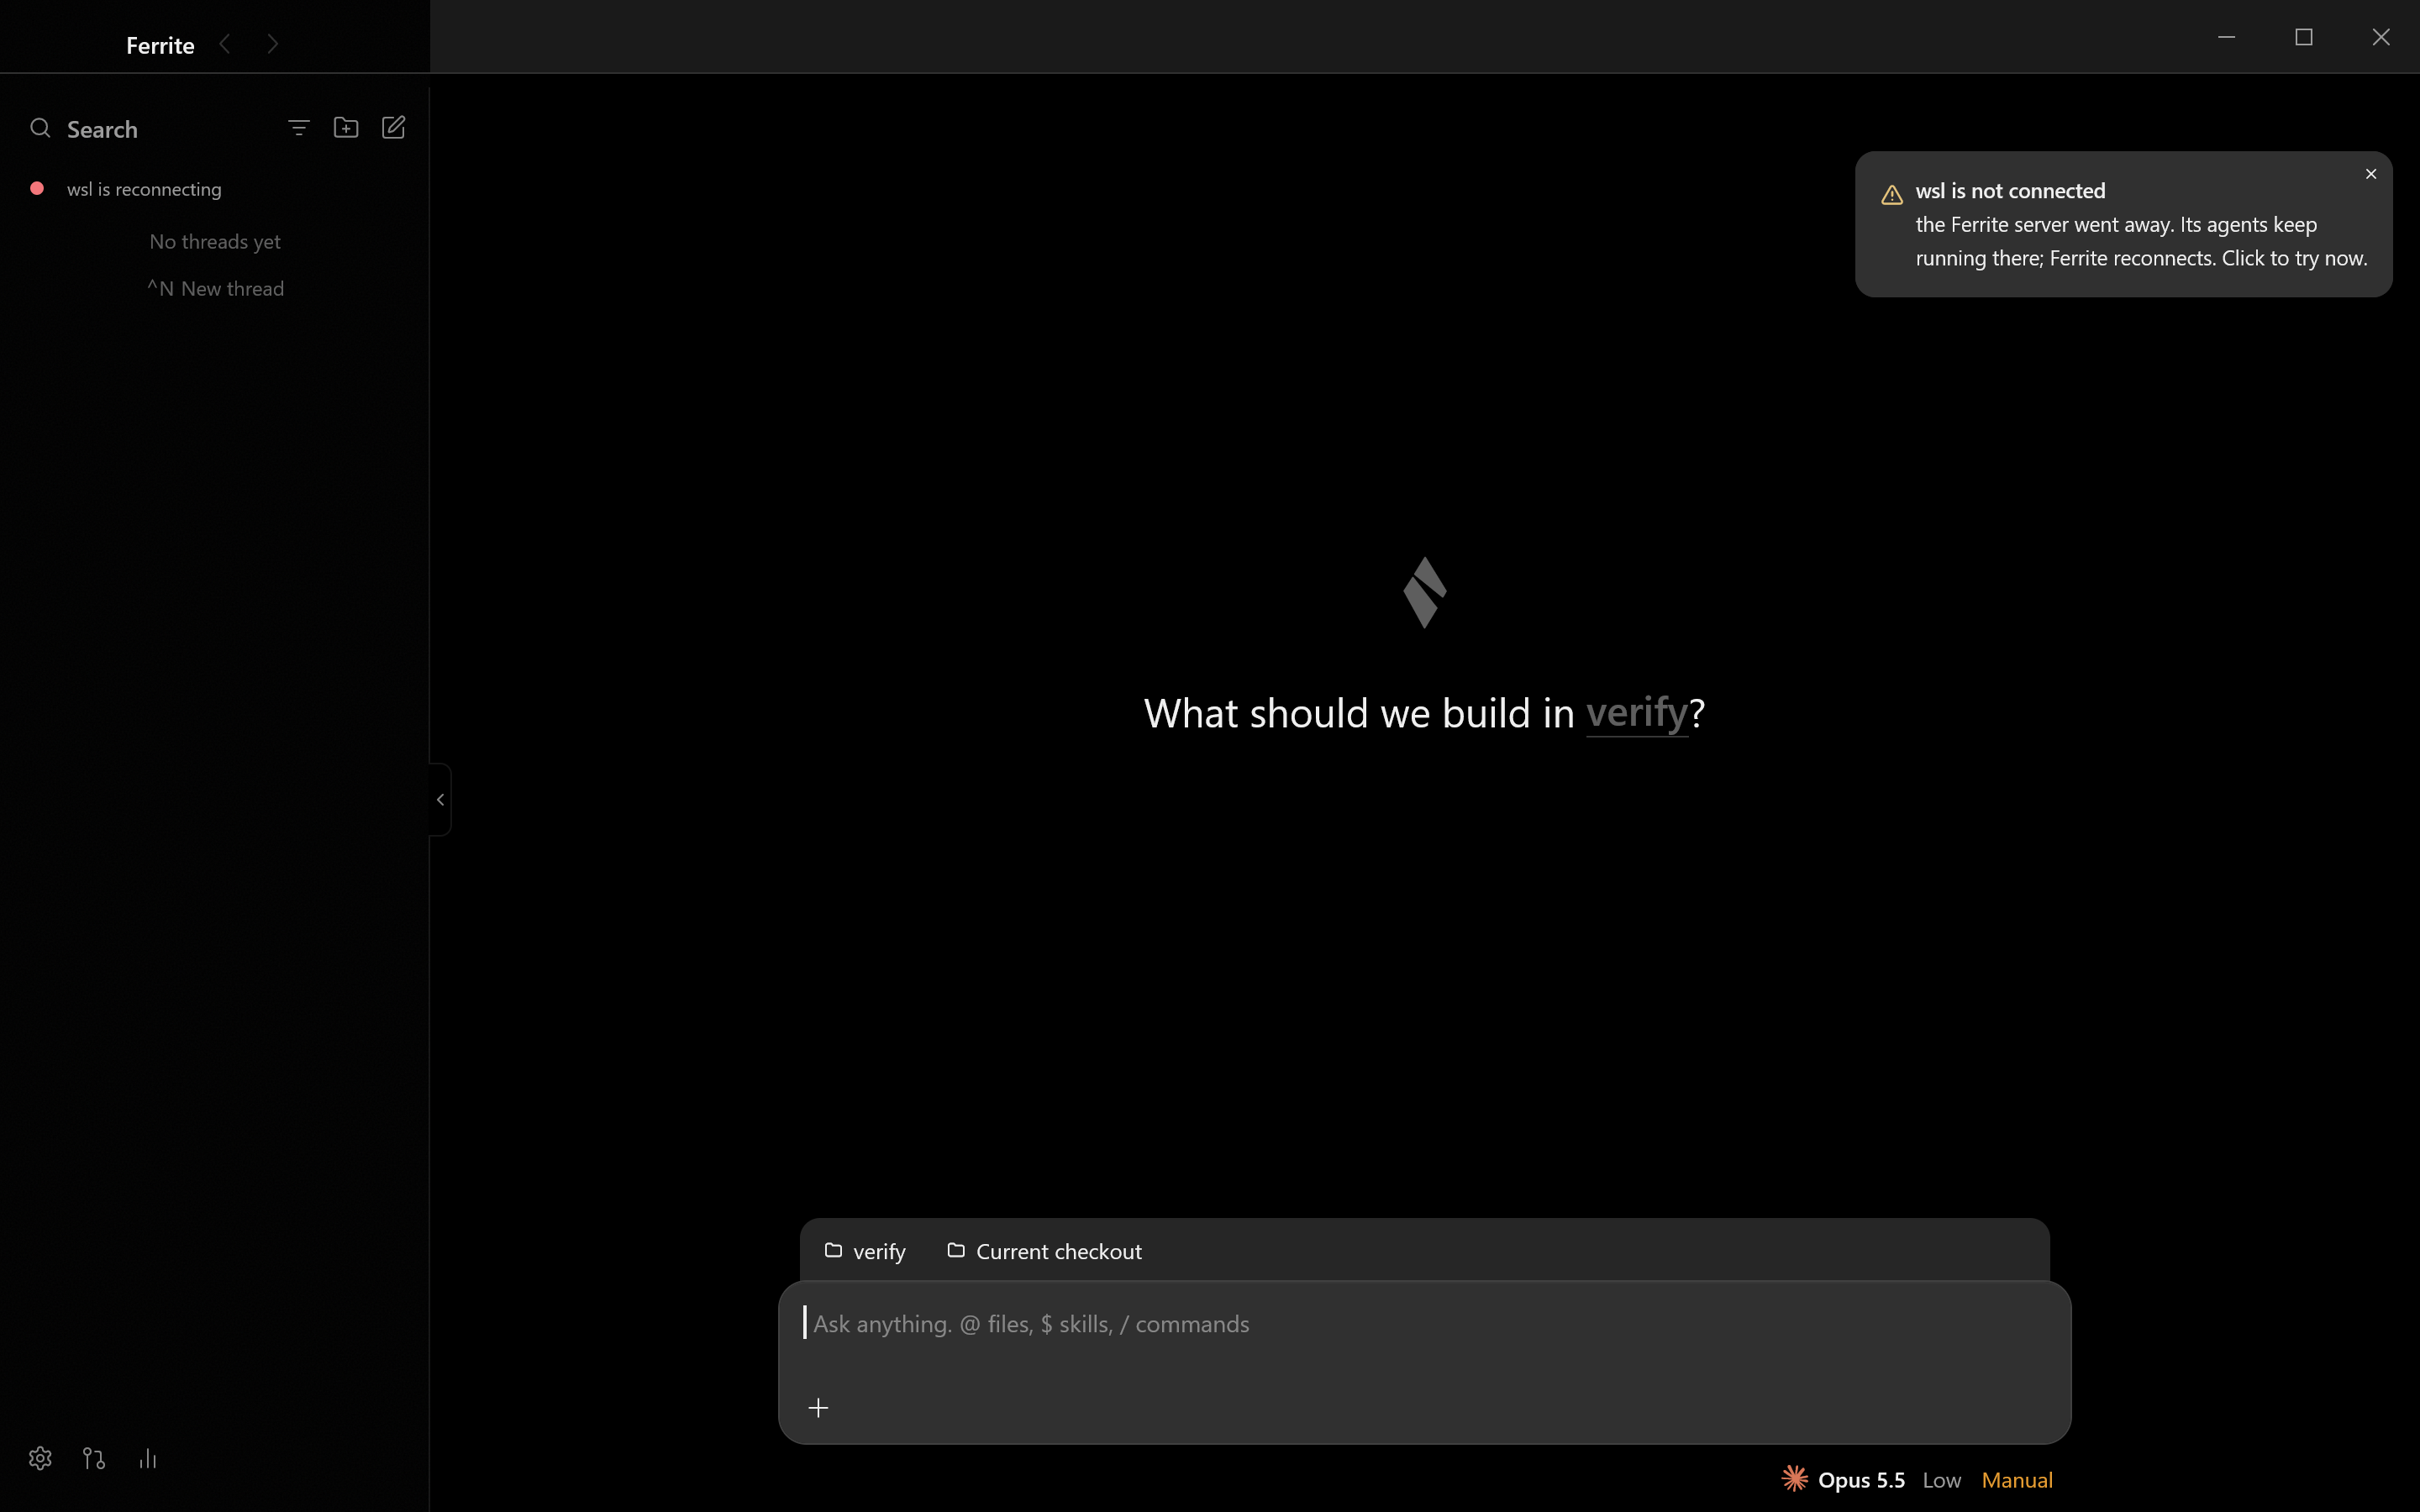 Ferrite
Search
wsl is reconnecting
No threads yet
^N New thread
wsl is not connected
the Ferrite server went away. Its agents keep
running there; Ferrite reconnects. Click to try now.
What should we build in verify?
verify Current checkout
Ask anything. @ files, $ skills, / commands
Opus 5.5 Low Manual